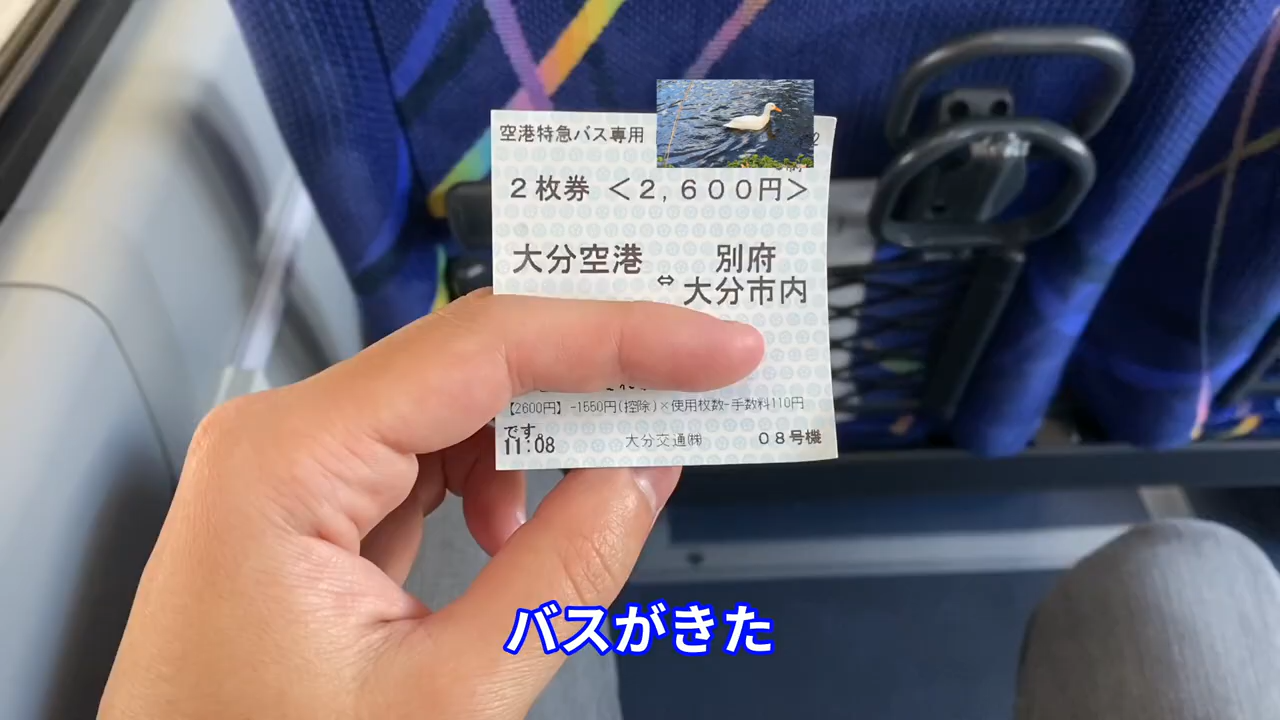 空港特急バス専用
2枚券 <2,600円>
大分空港 ⇔ 別府
大分市内
【2600円】-1550円(控除)×使用枚数-手数料110円
です。
11:08 大分交通㈱ 08号機
バスがきた